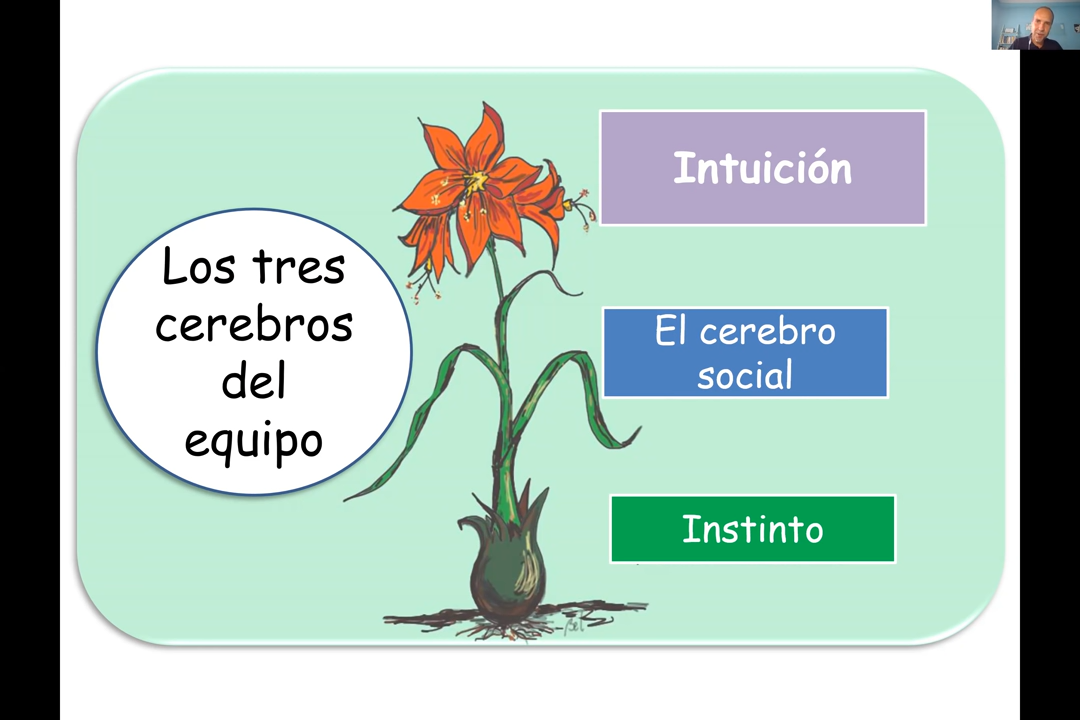 Los tres
cerebros
del
equipo
Intuición
El cerebro
social
Instinto